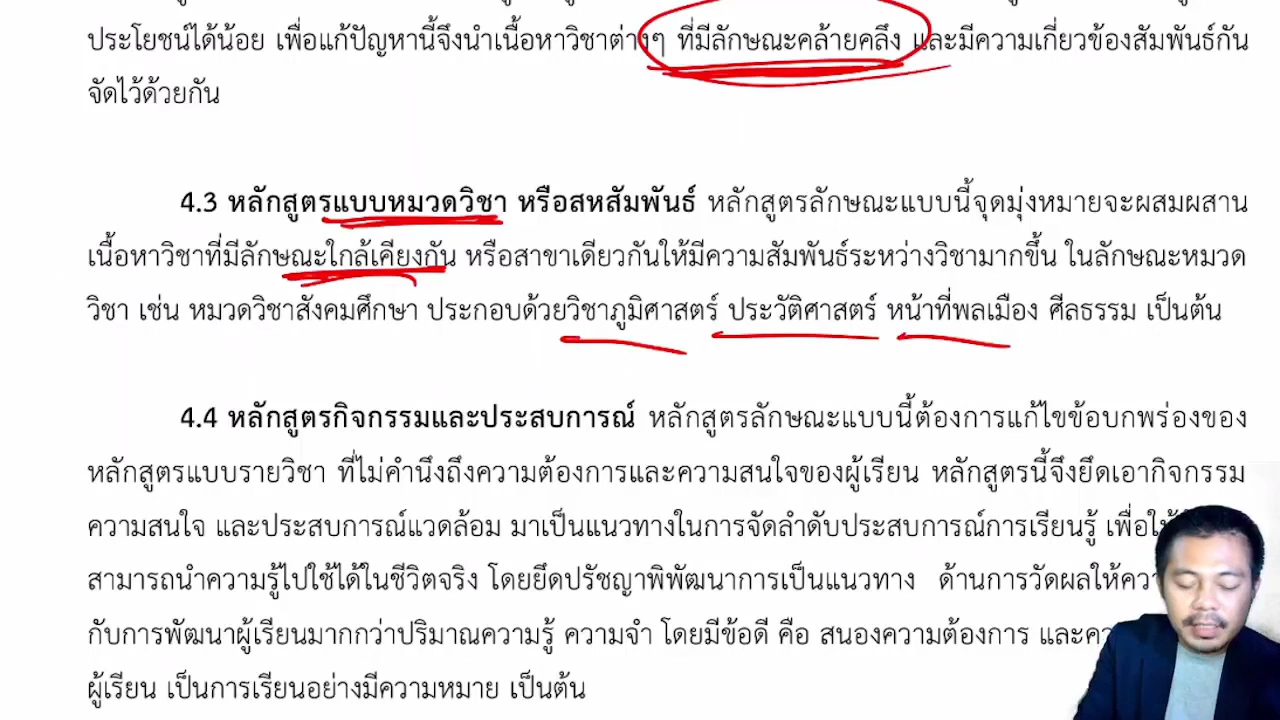 ประโยชน์ได้น้อย เพื่อแก้ปัญหานี้จึงนำเนื้อหาวิชาต่างๆ ที่มีลักษณะคล้ายคลึง และมีความเกี่ยวข้องสัมพันธ์กัน
จัดไว้ด้วยกัน
4.3 หลักสูตรแบบหมวดวิชา หรือสหสัมพันธ์ หลักสูตรลักษณะแบบนี้จุดมุ่งหมายจะผสมผสาน
เนื้อหาวิชาที่มีลักษณะใกล้เคียงกัน หรือสาขาเดียวกันให้มีความสัมพันธ์ระหว่างวิชามากขึ้น ในลักษณะหมวด
วิชา เช่น หมวดวิชาสังคมศึกษา ประกอบด้วยวิชาภูมิศาสตร์ ประวัติศาสตร์ หน้าที่พลเมือง ศีลธรรม เป็นต้น
4.4 หลักสูตรกิจกรรมและประสบการณ์ หลักสูตรลักษณะแบบนี้ต้องการแก้ไขข้อบกพร่องของ
หลักสูตรแบบรายวิชา ที่ไม่คำนึงถึงความต้องการและความสนใจของผู้เรียน หลักสูตรนี้จึงยึดเอากิจกรรม
ความสนใจ และประสบการณ์แวดล้อม มาเป็นแนวทางในการจัดลำดับประสบการณ์การเรียนรู้ เพื่อให้
สามารถนำความรู้ไปใช้ได้ในชีวิตจริง โดยยึดปรัชญาพิพัฒนาการเป็นแนวทาง ด้านการวัดผลให้
กับการพัฒนาผู้เรียนมากกว่าปริมาณความรู้ ความจำ โดยมีข้อดี คือ สนองความต้องการ
ผู้เรียน เป็นการเรียนอย่างมีความหมาย เป็นต้น